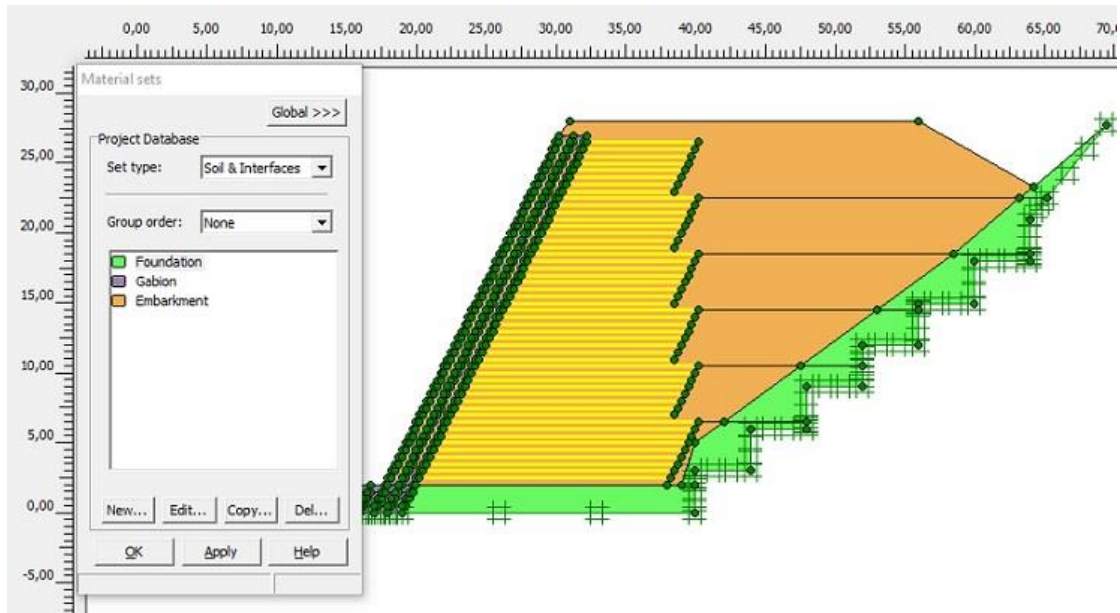 0,00 5,00 10,00 15,00 20,00 25,00 30,00 35,00 40,00 45,00 50,00 55,00 60,00 65,00 70,0
30,00
25,00
20,00
15,00
10,00
5,00
0,00
-5,00
Material sets
Global >>>
Project Database
Set type: Soil & Interfaces
Group order: None
Foundation
Gabion
Embarkment
New... Edit... Copy... Del...
OK Apply Help